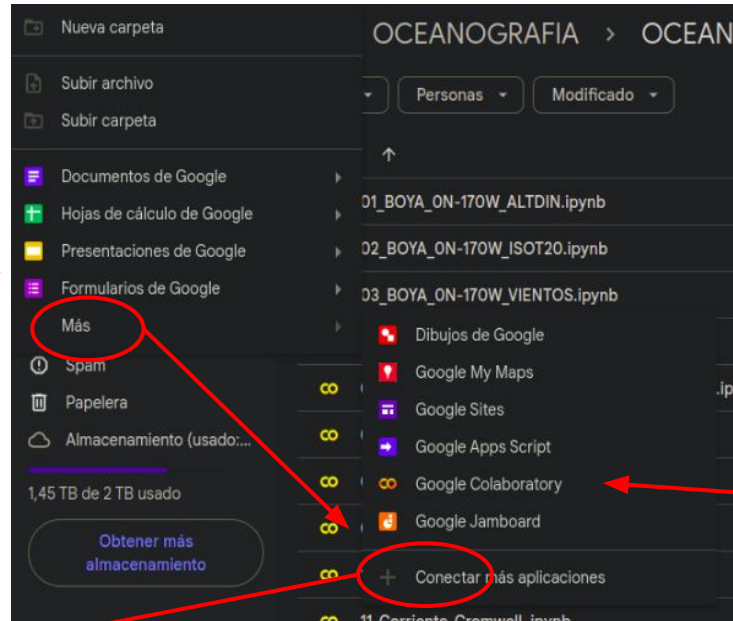 Nueva carpeta
Subir archivo
Subir carpeta
Documentos de Google
Hojas de cálculo de Google
Presentaciones de Google
Formularios de Google
Más
Spam
Papelera
Almacenamiento (usado:...
1,45 TB de 2 TB usado
Obtener más
almacenamiento
OCEANOGRAFIA > OCEAN
Personas
Modificado
01_BOYA_0N-170W_ALTDIN.ipynb
02_BOYA_0N-170W_ISOT20.ipynb
03_BOYA_0N-170W_VIENTOS.ipynb
Dibujos de Google
Google My Maps
Google Sites
Google Apps Script
Google Colaboratory
Google Jamboard
Conectar más aplicaciones
.ip
11_Corriente_Cromwell.ipynb